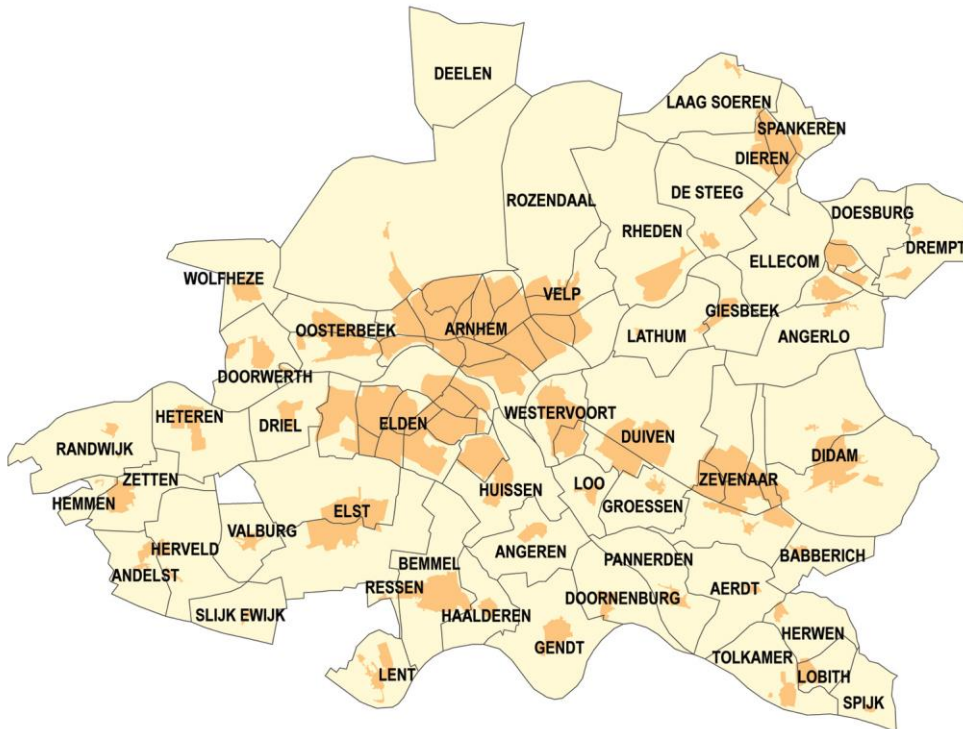 DEELEN
LAAG SOEREN
SPANKEREN
DIEREN
DE STEEG
ROZENDAAL
DOESBURG
DREMPT
RHEDEN
ELLECOM
WOLFHEZE
VELP
GIESBEEK
OOSTERBEEK
ARNHEM
LATHUM
ANGERLO
DOORWERTH
HETEREN
DRIEL
ELDEN
WESTERVOORT
DUIVEN
RANDWIJK
DIDAM
ZETTEN
ZEVENAAR
HEMMEN
HUISSEN
LOO
GROESSEN
ELST
VALBURG
HERVELD
ANGEREN
BABBERICH
PANNERDEN
BEMMEL
ANDELST
RESSEN
AERDT
DOORNENBURG
SLIJK EWIJK
HAALDEREN
HERWEN
GENDT
TOLKAMER
LENT
LOBITH
SPIJK